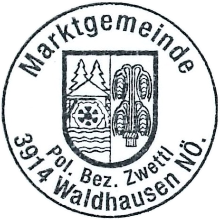 Marktgemeinde
Pol. Bez. Zwettl
3914 Waldhausen NÖ.